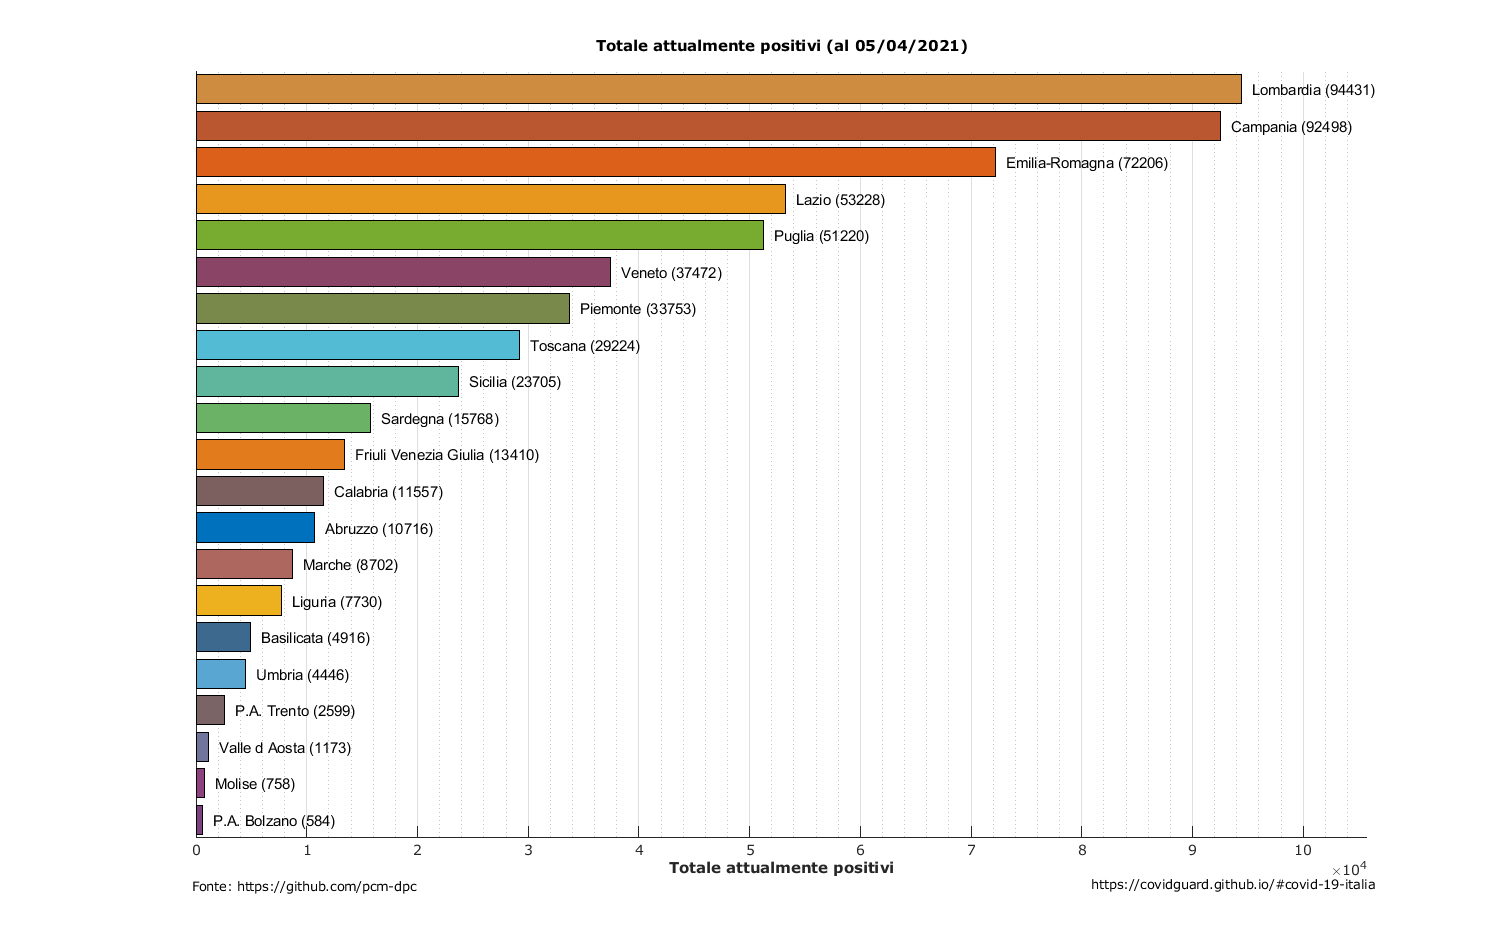 Totale attualmente positivi (al 05/04/2021)
Lombardia (94431)
Campania (92498)
Emilia-Romagna (72206)
Lazio (53228)
Puglia (51220)
Veneto (37472)
Piemonte (33753)
Toscana (29224)
Sicilia (23705)
Sardegna (15768)
Friuli Venezia Giulia (13410)
Calabria (11557)
Abruzzo (10716)
Marche (8702)
Liguria (7730)
Basilicata (4916)
Umbria (4446)
P.A. Trento (2599)
Valle d Aosta (1173)
Molise (758)
P.A. Bolzano (584)
0 1 2 3 4 5 6 7 8 9 10
×10⁴
Totale attualmente positivi
Fonte: https://github.com/pcm-dpc
https://covidguard.github.io/#covid-19-italia